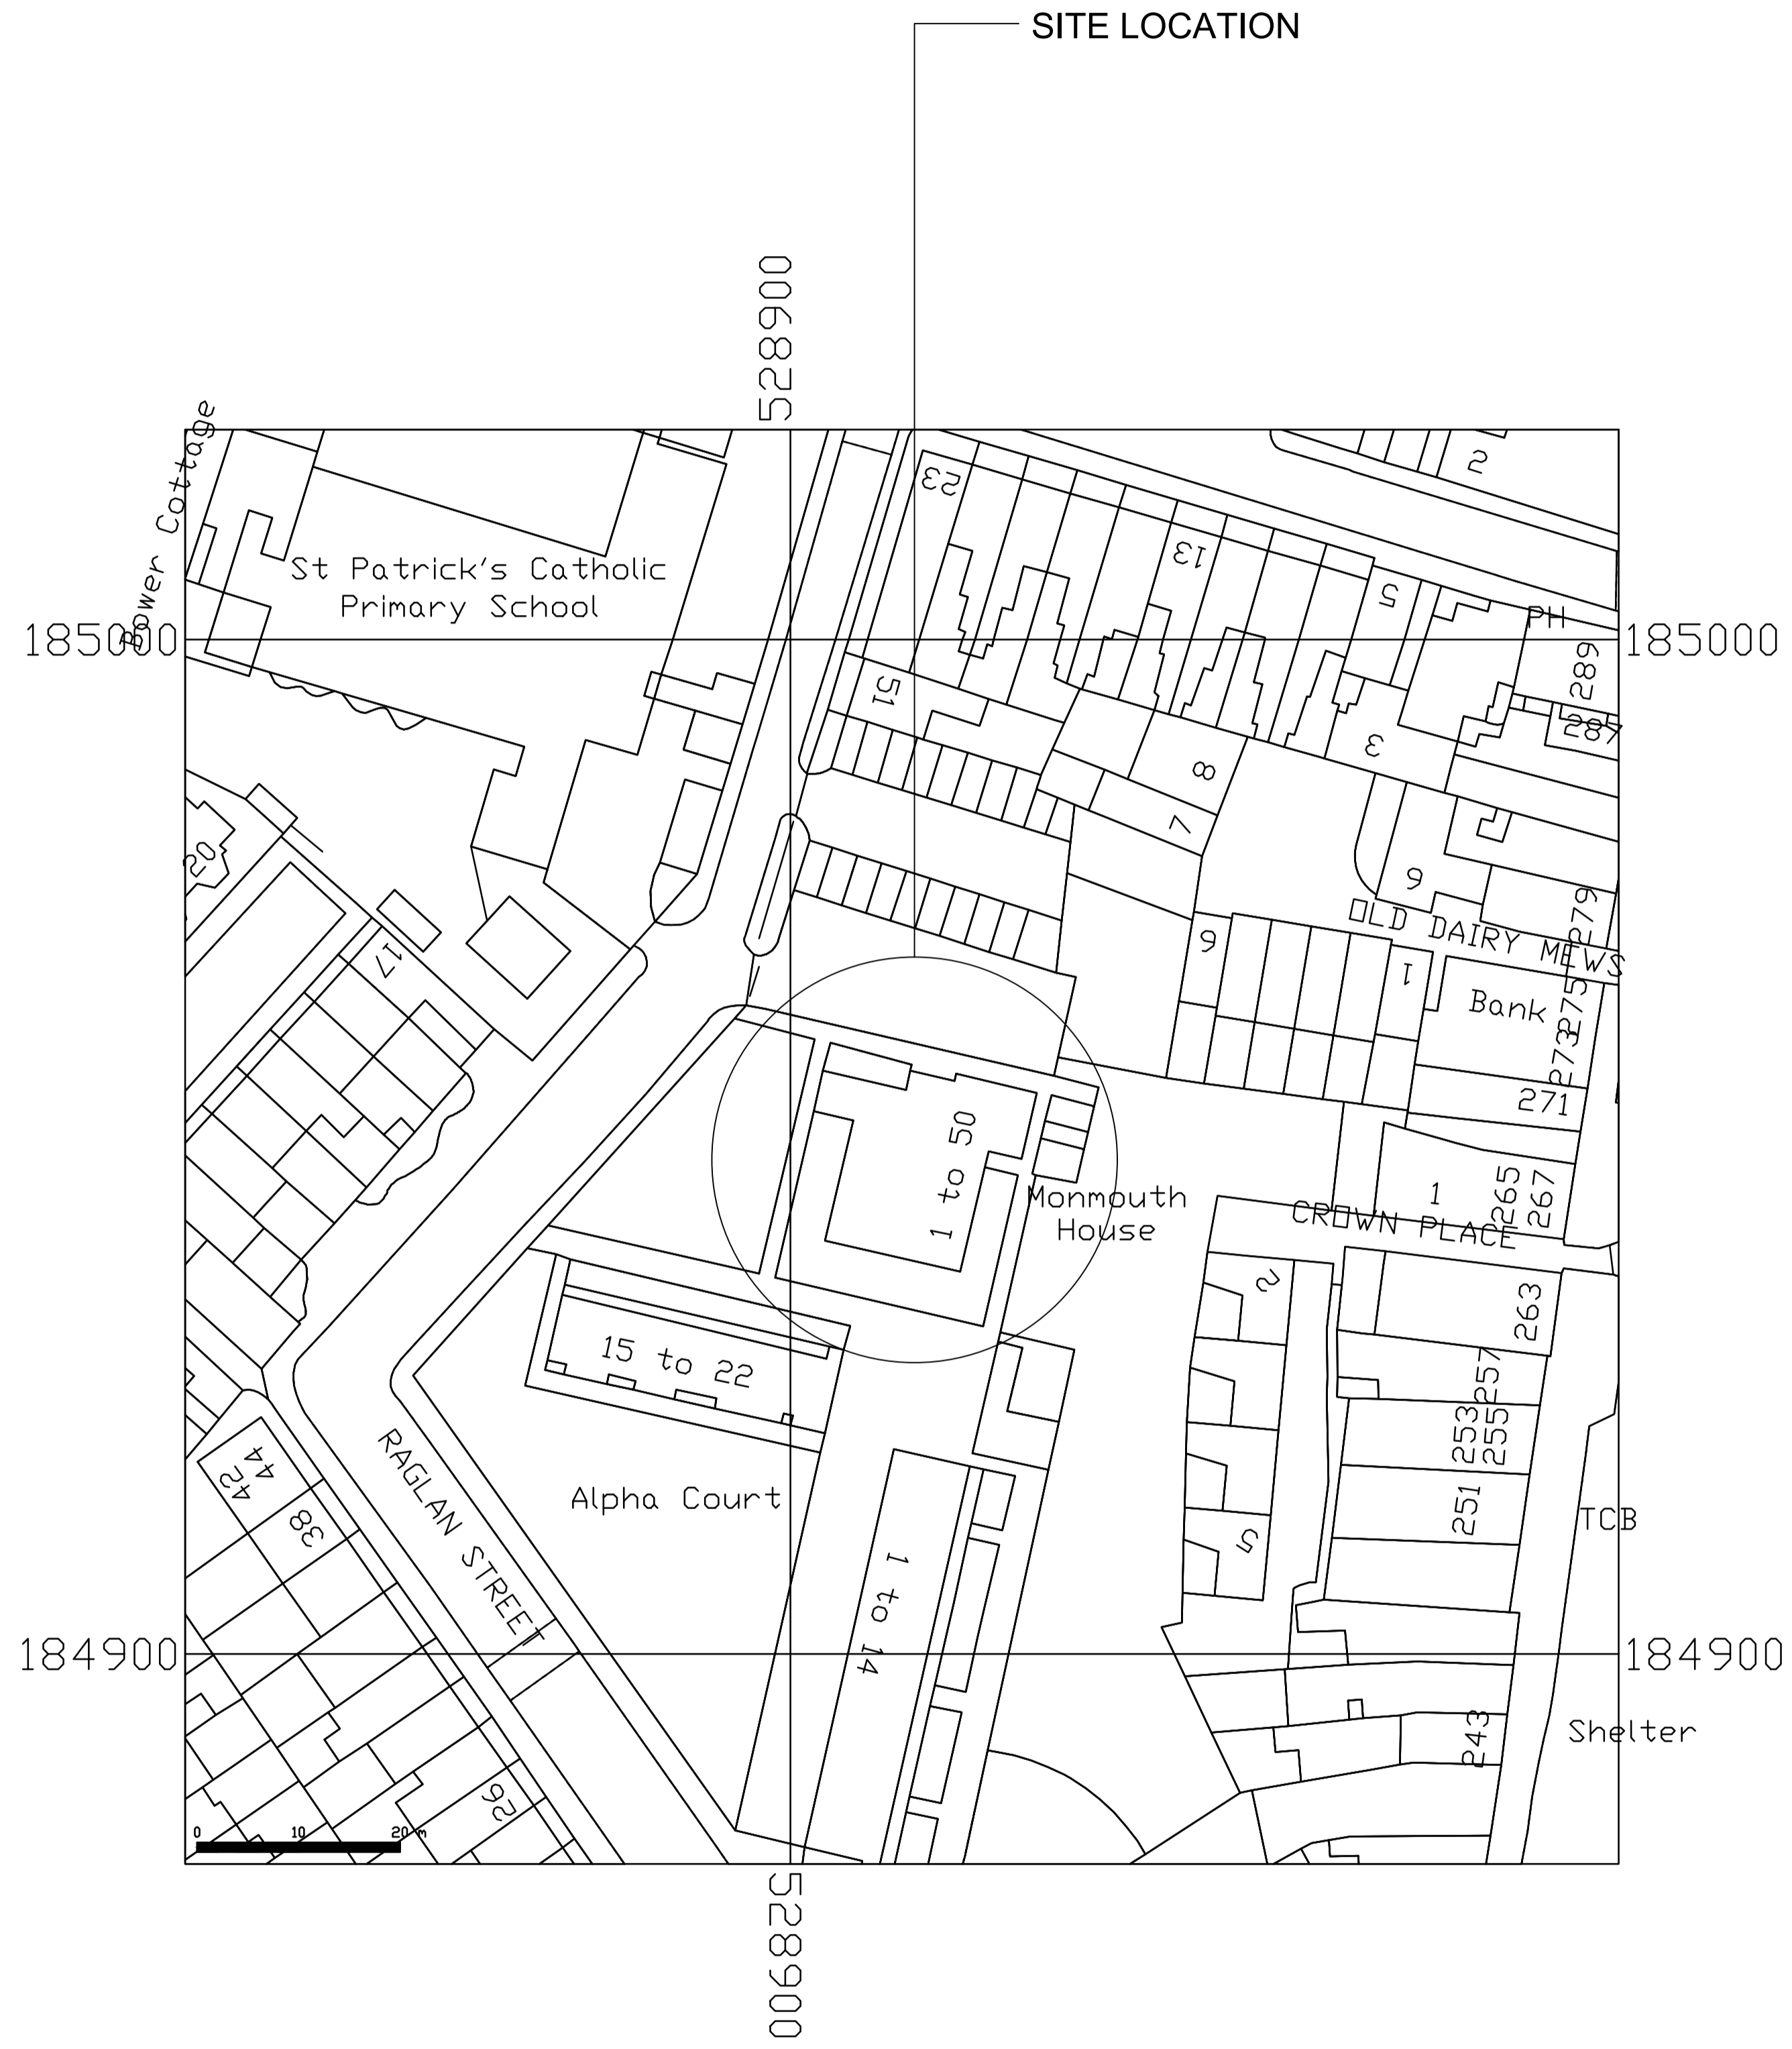 SITE LOCATION
528900
Bower Cottage
2
23
St Patrick's Catholic
Primary School
13
5
PH
185000
185000
289
51
287
3
8
7
20
6
279
OLD DAIRY MEWS
17
6
1
Bank
275
273
271
1 to 50
Monmouth
House
1
265
267
CROWN PLACE
2
263
15 to 22
257
253
255
44
42
38
RAGLAN STREET
Alpha Court
251
TCB
5
1 to 14
184900
184900
243
Shelter
26
0 10 20 m
528900